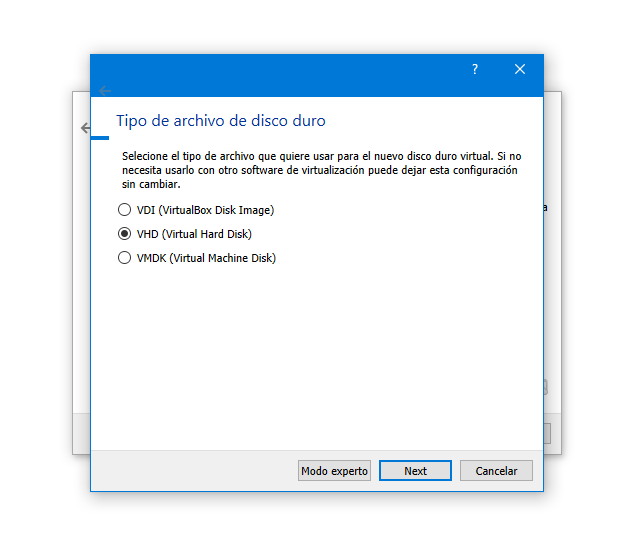 ?
Tipo de archivo de disco duro
Selecione el tipo de archivo que quiere usar para el nuevo disco duro virtual. Si no
necesita usarlo con otro software de virtualización puede dejar esta configuración
sin cambiar.
a
VDI (VirtualBox Disk Image)
VHD (Virtual Hard Disk)
VMDK (Virtual Machine Disk)
Modo experto
Next
Cancelar